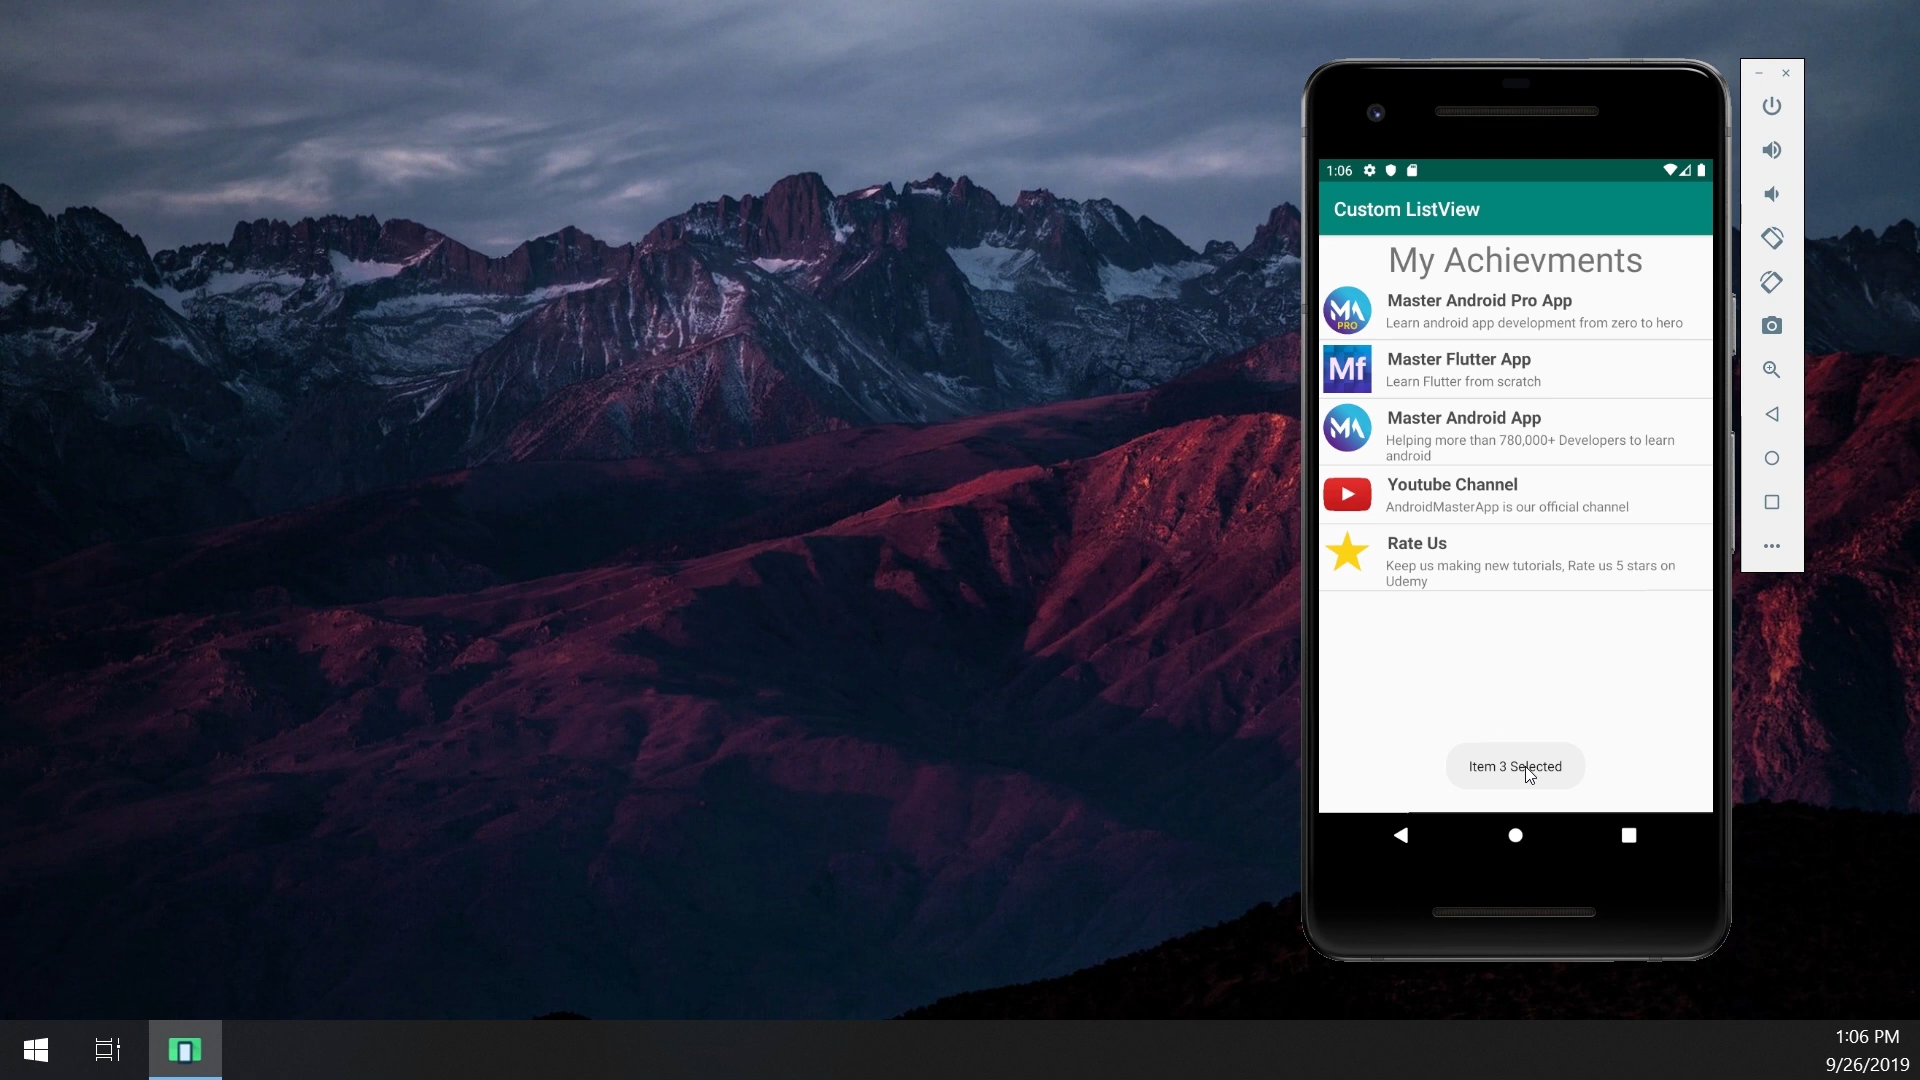 1:06
Custom ListView
My Achievments
MA
PRO
Master Android Pro App
Learn android app development from zero to hero
Mf
Master Flutter App
Learn Flutter from scratch
MA
Master Android App
Helping more than 780,000+ Developers to learn
android
Youtube Channel
AndroidMasterApp is our official channel
Rate Us
Keep us making new tutorials, Rate us 5 stars on
Udemy
Item 3 Selected
1:06 PM
9/26/2019